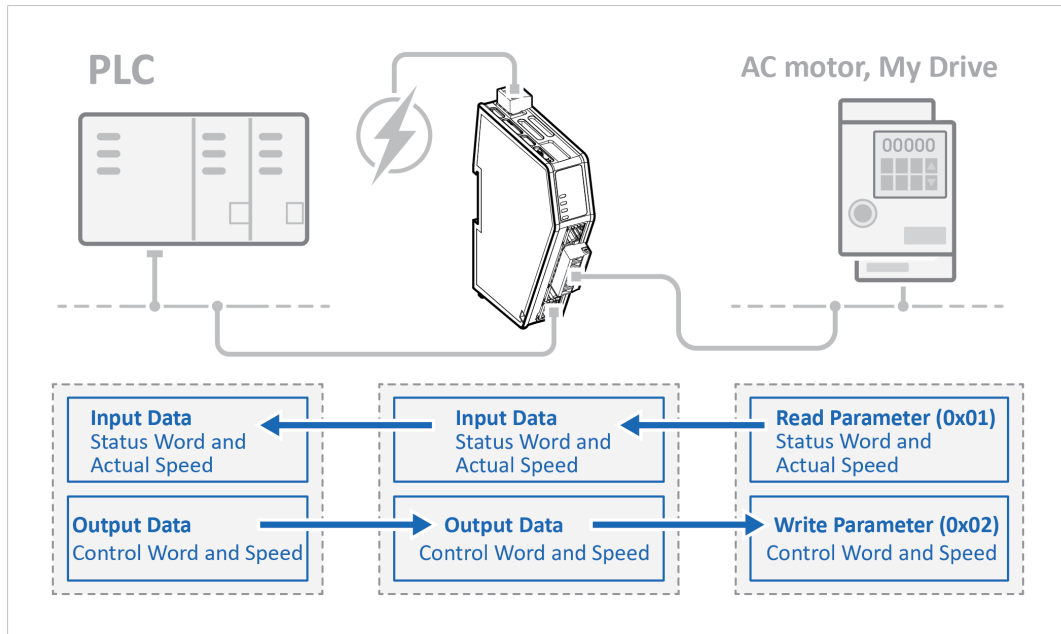 PLC
AC motor, My Drive
00000
Input Data
Status Word and
Actual Speed
Input Data
Status Word and
Actual Speed
Read Parameter (0x01)
Status Word and
Actual Speed
Output Data
Control Word and Speed
Output Data
Control Word and Speed
Write Parameter (0x02)
Control Word and Speed